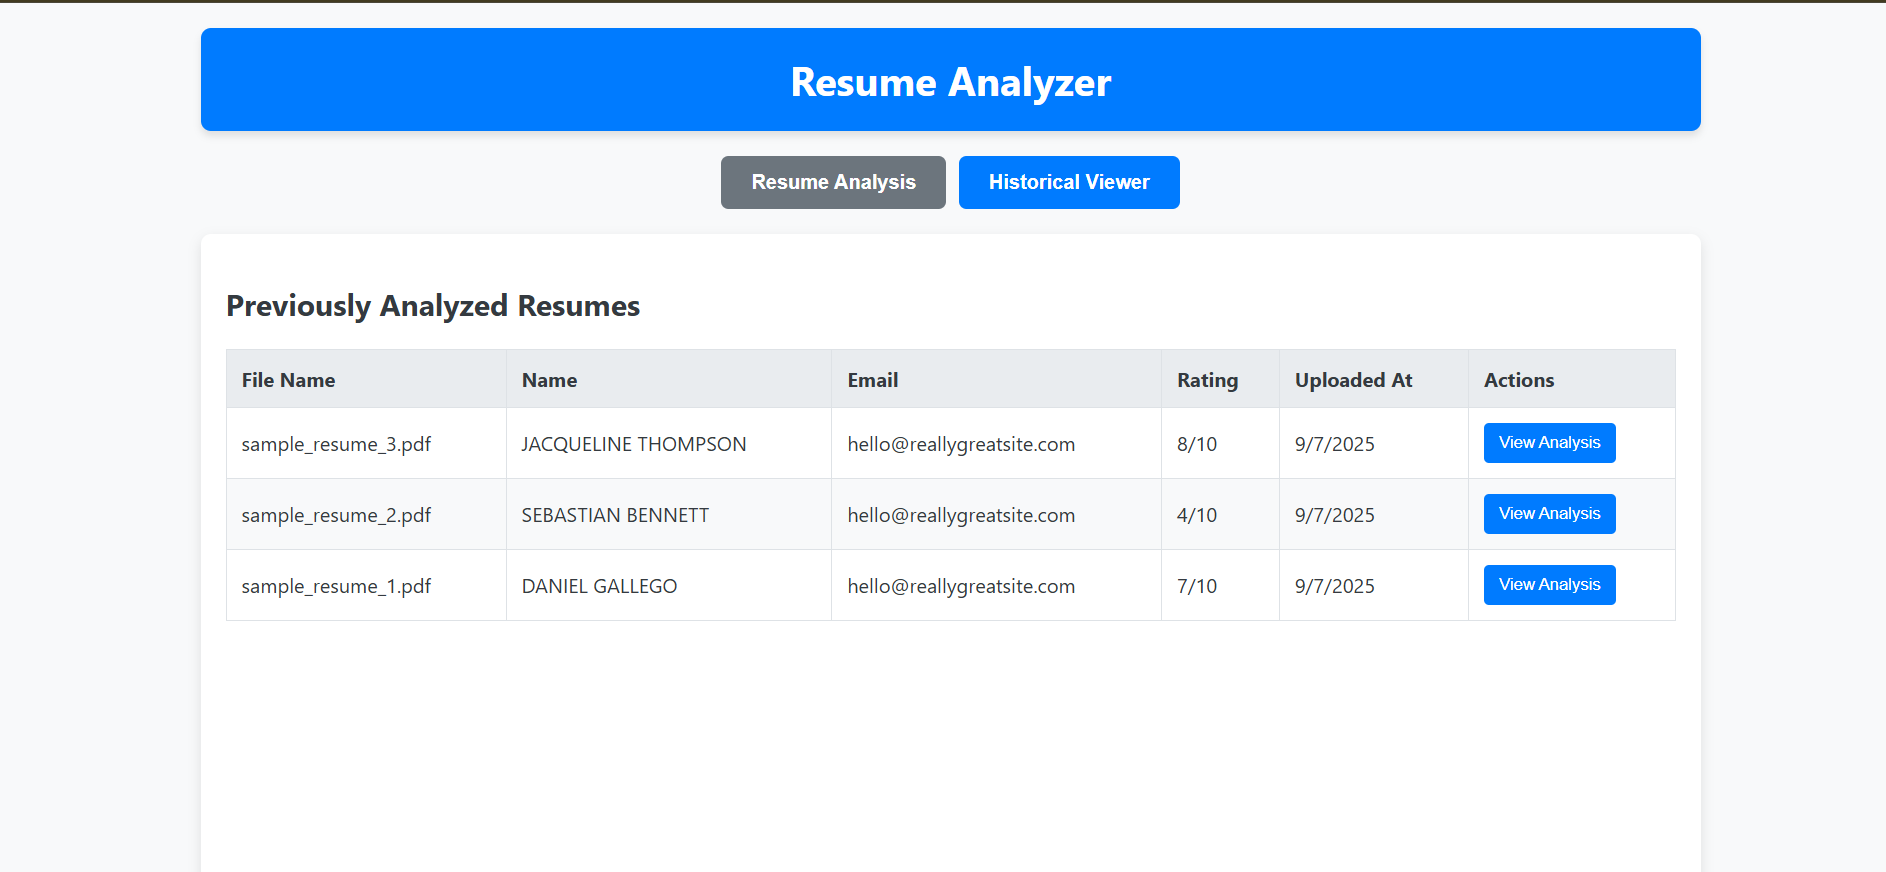 Resume Analyzer
Resume Analysis Historical Viewer
Previously Analyzed Resumes
File Name Name Email Rating Uploaded At Actions
sample_resume_3.pdf JACQUELINE THOMPSON hello@reallygreatsite.com 8/10 9/7/2025 View Analysis
sample_resume_2.pdf SEBASTIAN BENNETT hello@reallygreatsite.com 4/10 9/7/2025 View Analysis
sample_resume_1.pdf DANIEL GALLEGO hello@reallygreatsite.com 7/10 9/7/2025 View Analysis